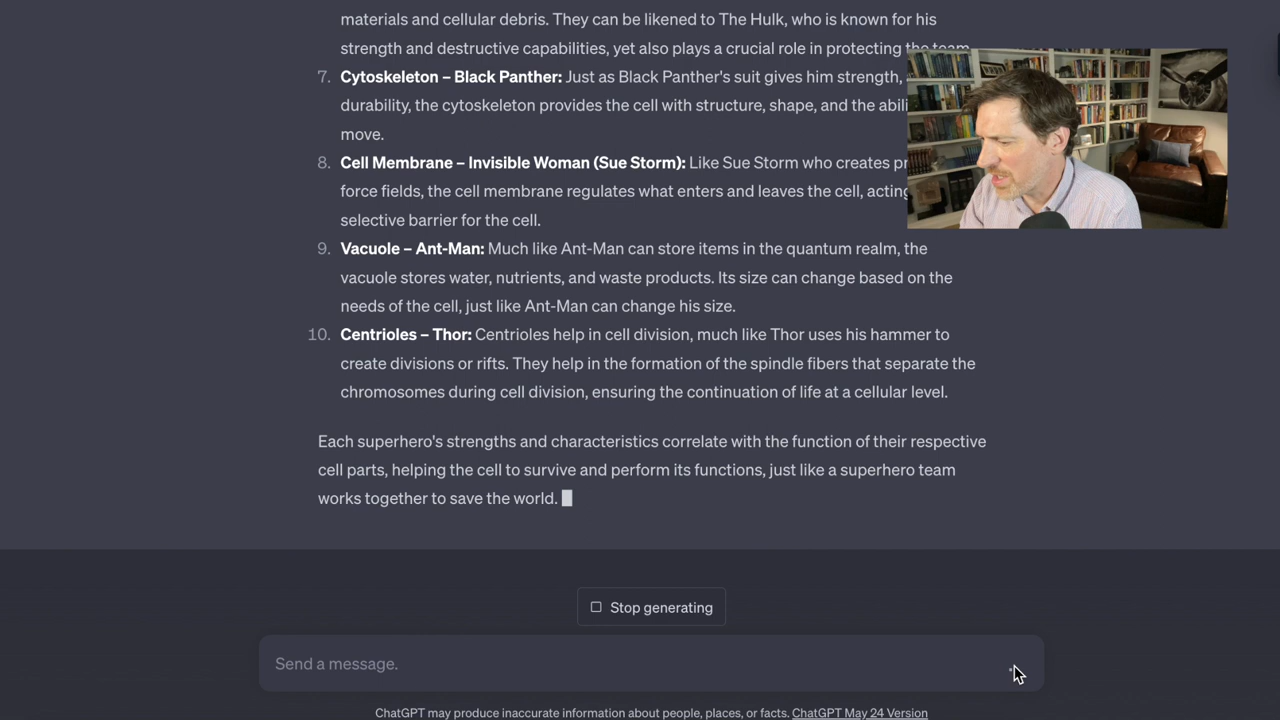 materials and cellular debris. They can be likened to The Hulk, who is known for his
strength and destructive capabilities, yet also plays a crucial role in protecting the team.
7. Cytoskeleton – Black Panther: Just as Black Panther's suit gives him strength,
durability, the cytoskeleton provides the cell with structure, shape, and the abili
move.
8. Cell Membrane – Invisible Woman (Sue Storm): Like Sue Storm who creates pr
force fields, the cell membrane regulates what enters and leaves the cell, acting
selective barrier for the cell.
9. Vacuole – Ant-Man: Much like Ant-Man can store items in the quantum realm, the
vacuole stores water, nutrients, and waste products. Its size can change based on the
needs of the cell, just like Ant-Man can change his size.
10. Centrioles – Thor: Centrioles help in cell division, much like Thor uses his hammer to
create divisions or rifts. They help in the formation of the spindle fibers that separate the
chromosomes during cell division, ensuring the continuation of life at a cellular level.
Each superhero's strengths and characteristics correlate with the function of their respective
cell parts, helping the cell to survive and perform its functions, just like a superhero team
works together to save the world.
Stop generating
Send a message.
ChatGPT may produce inaccurate information about people, places, or facts. ChatGPT May 24 Version